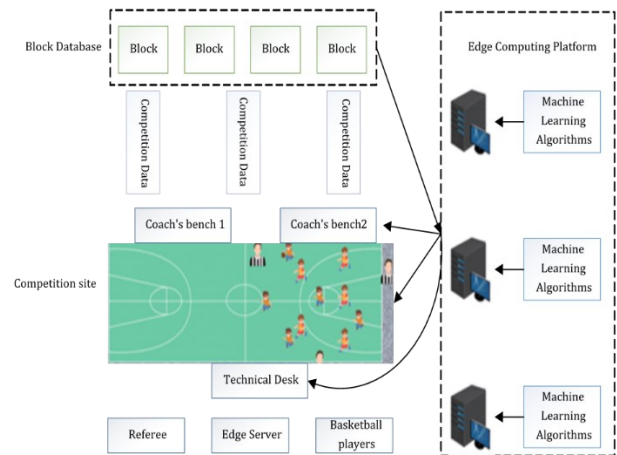 Block Database
Block
Block
Block
Block
Edge Computing Platform
Competition Data
Competition Data
Competition Data
Machine
Learning
Algorithms
Coach's bench 1
Coach's bench2
Competition site
Machine
Learning
Algorithms
Technical Desk
Machine
Learning
Algorithms
Referee
Edge Server
Basketball
players